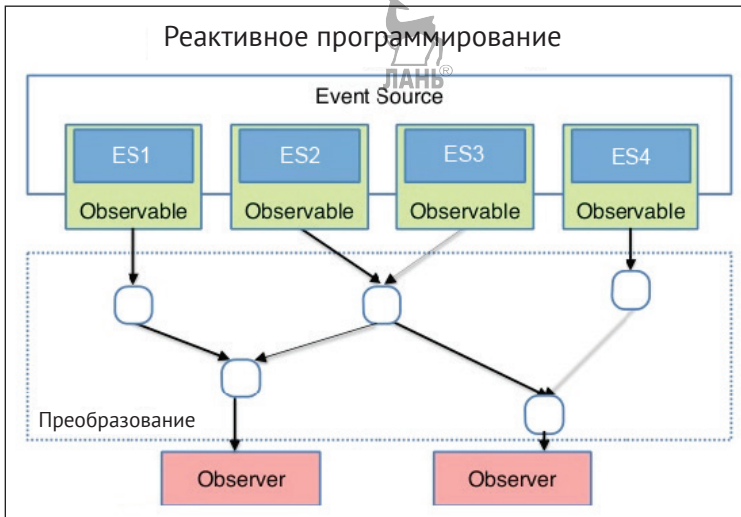 Реактивное программирование
ЛАНЬ®
Event Source
ES1
ES2
ES3
ES4
Observable
Observable
Observable
Observable
Преобразование
Observer
Observer